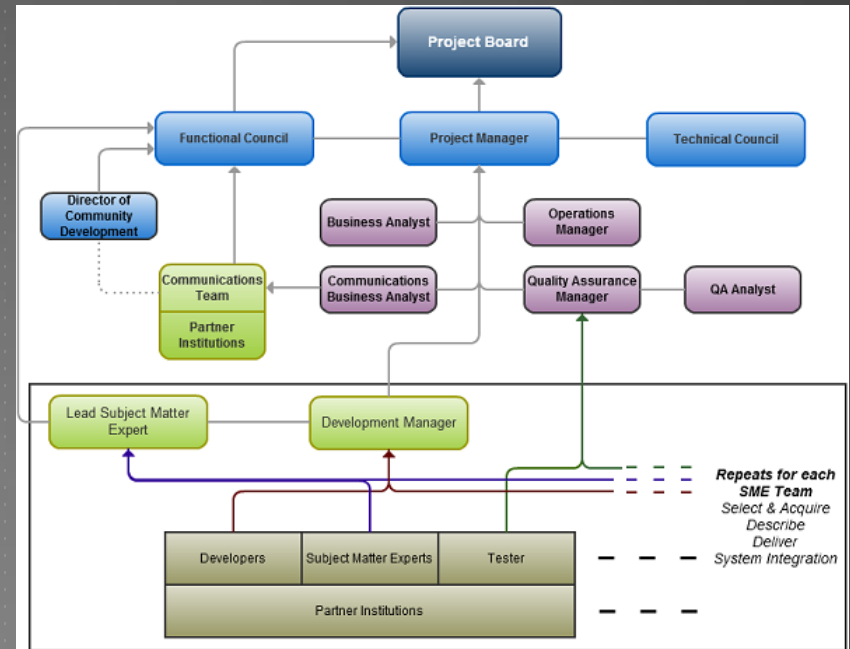 Project Board
Functional Council
Project Manager
Technical Council
Director of
Community
Development
Business Analyst
Operations
Manager
Communications
Team
Partner
Institutions
Communications
Business Analyst
Quality Assurance
Manager
QA Analyst
Lead Subject Matter
Expert
Development Manager
Repeats for each
SME Team
Select & Acquire
Describe
Deliver
System Integration
Developers
Subject Matter Experts
Tester
Partner Institutions